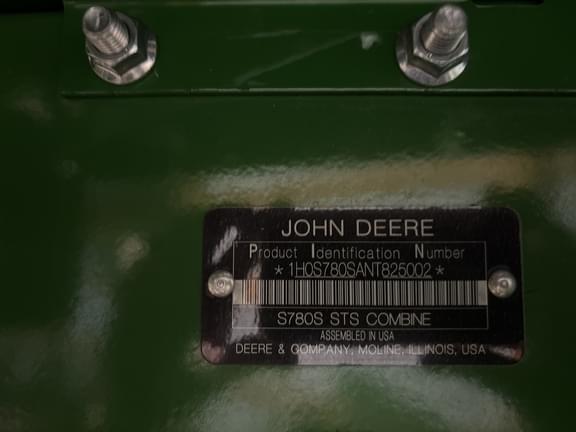 JOHN DEERE
Product Identification Number
*1H0S780SANT825002*
S780S STS COMBINE
ASSEMBLED IN USA
DEERE & COMPANY, MOLINE, ILLINOIS, USA